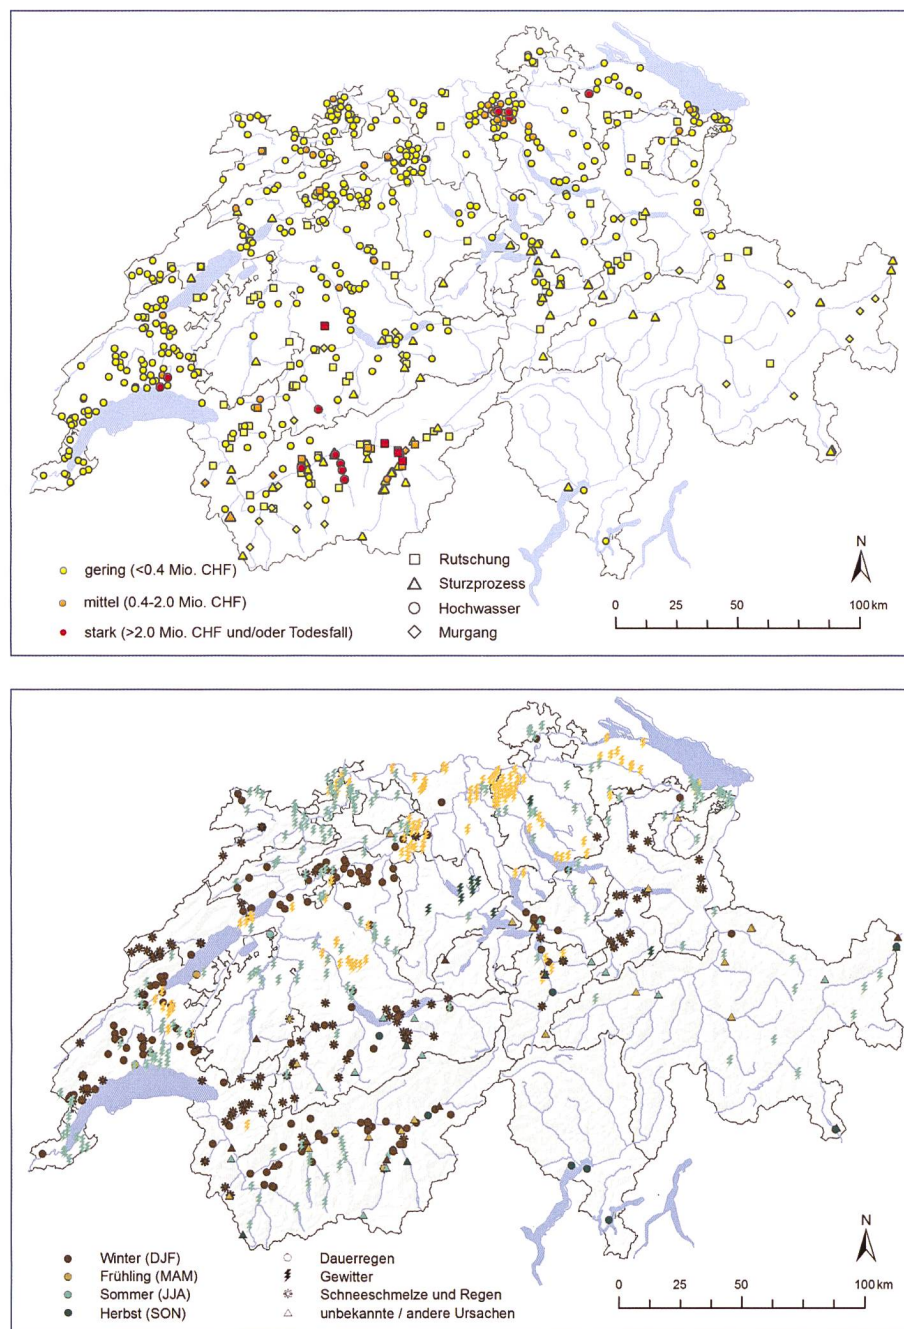 gering (<0.4 Mio. CHF)
mittel (0.4-2.0 Mio. CHF)
stark (>2.0 Mio. CHF und/oder Todesfall)
Rutschung
Sturzprozess
Hochwasser
Murgang
N
0 25 50 100 km
Winter (DJF)
Frühling (MAM)
Sommer (JJA)
Herbst (SON)
Dauerregen
Gewitter
Schneeschmelze und Regen
unbekannte / andere Ursachen
N
0 25 50 100 km